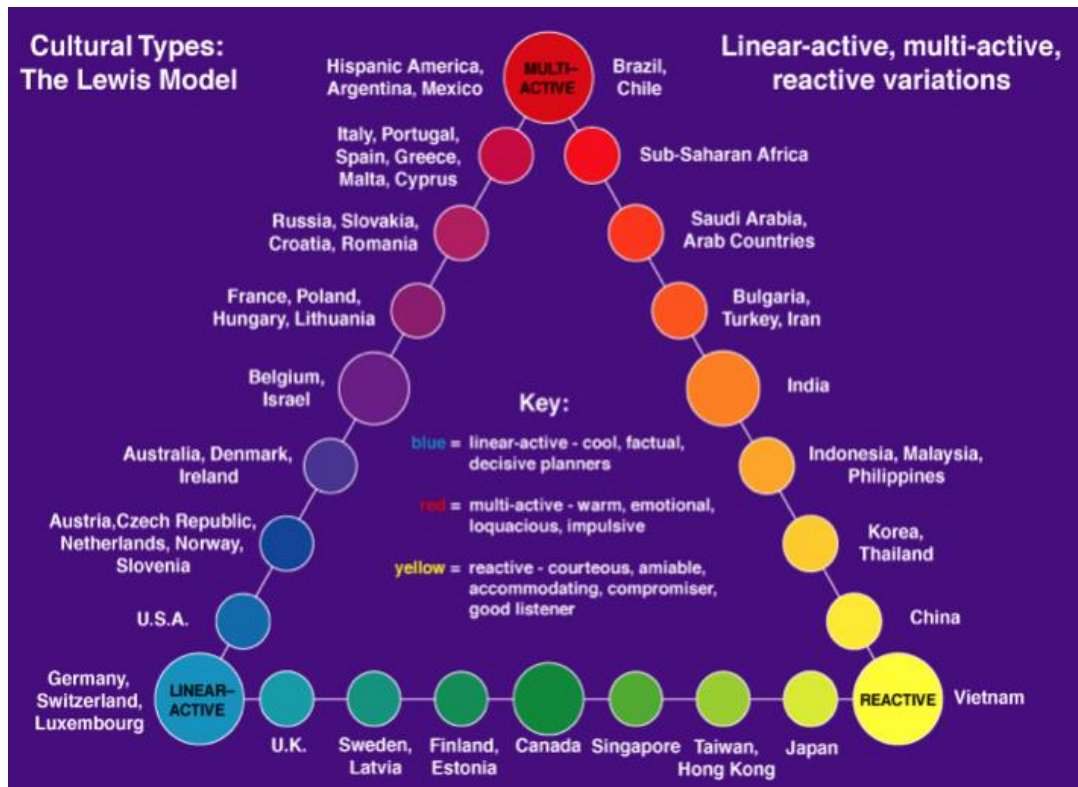 Cultural Types:
The Lewis Model
Linear-active, multi-active,
reactive variations
MULTI-
ACTIVE
Hispanic America,
Argentina, Mexico
Brazil,
Chile
Italy, Portugal,
Spain, Greece,
Malta, Cyprus
Sub-Saharan Africa
Russia, Slovakia,
Croatia, Romania
Saudi Arabia,
Arab Countries
France, Poland,
Hungary, Lithuania
Bulgaria,
Turkey, Iran
Belgium,
Israel
India
Key:
blue = linear-active - cool, factual,
decisive planners
red = multi-active - warm, emotional,
loquacious, impulsive
yellow = reactive - courteous, amiable,
accommodating, compromiser,
good listener
Australia, Denmark,
Ireland
Indonesia, Malaysia,
Philippines
Austria,Czech Republic,
Netherlands, Norway,
Slovenia
Korea,
Thailand
U.S.A.
China
Germany,
Switzerland,
Luxembourg
LINEAR-
ACTIVE
REACTIVE
Vietnam
U.K.
Sweden,
Latvia
Finland,
Estonia
Canada
Singapore
Taiwan,
Hong Kong
Japan